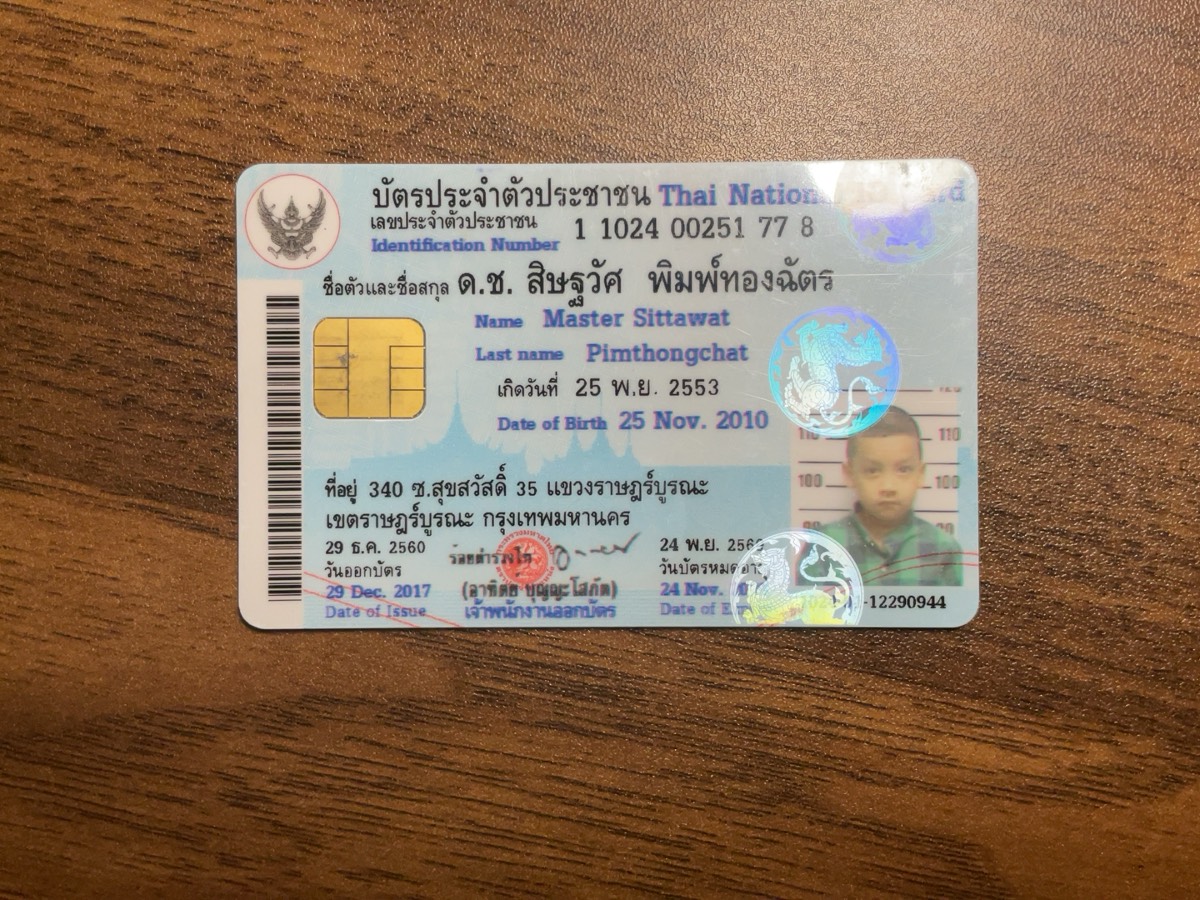 บัตรประจำตัวประชาชน Thai
เลขประจำตัวประชาชน
Identification Number 1 1024 00251 77 8
ชื่อตัวและชื่อสกุล ด.ช. สิษฐวัศ พิมพ์ทองฉัตร
Name Master Sittawat
Last name Pimthongchat
เกิดวันที่ 25 พ.ย. 2553
Date of Birth 25 Nov. 2010
110 110
100 100
ที่อยู่ 340 ซ.สุขสวัสดิ์ 35 แขวงราษฎร์บูรณะ
เขตราษฎร์บูรณะ กรุงเทพมหานคร
29 ธ.ค. 2560
วันออกบัตร
29 Dec. 2017
Date of Issue
เจ้าพนักงานออกบัตร
24 พ.ย.
24 Nov.
Date of
-12290944